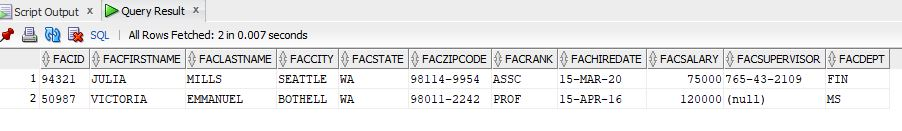 Script Output × Query Result ×
SQL | All Rows Fetched: 2 in 0.007 seconds
FACID FACFIRSTNAME FACLASTNAME FACCITY FACSTATE FACZIPCODE FACRANK FACHIREDATE FACSALARY FACSUPERVISOR FACDEPT
1 94321 JULIA MILLS SEATTLE WA 98114-9954 ASSC 15-MAR-20 75000 765-43-2109 FIN
2 50987 VICTORIA EMMANUEL BOTHELL WA 98011-2242 PROF 15-APR-16 120000 (null) MS